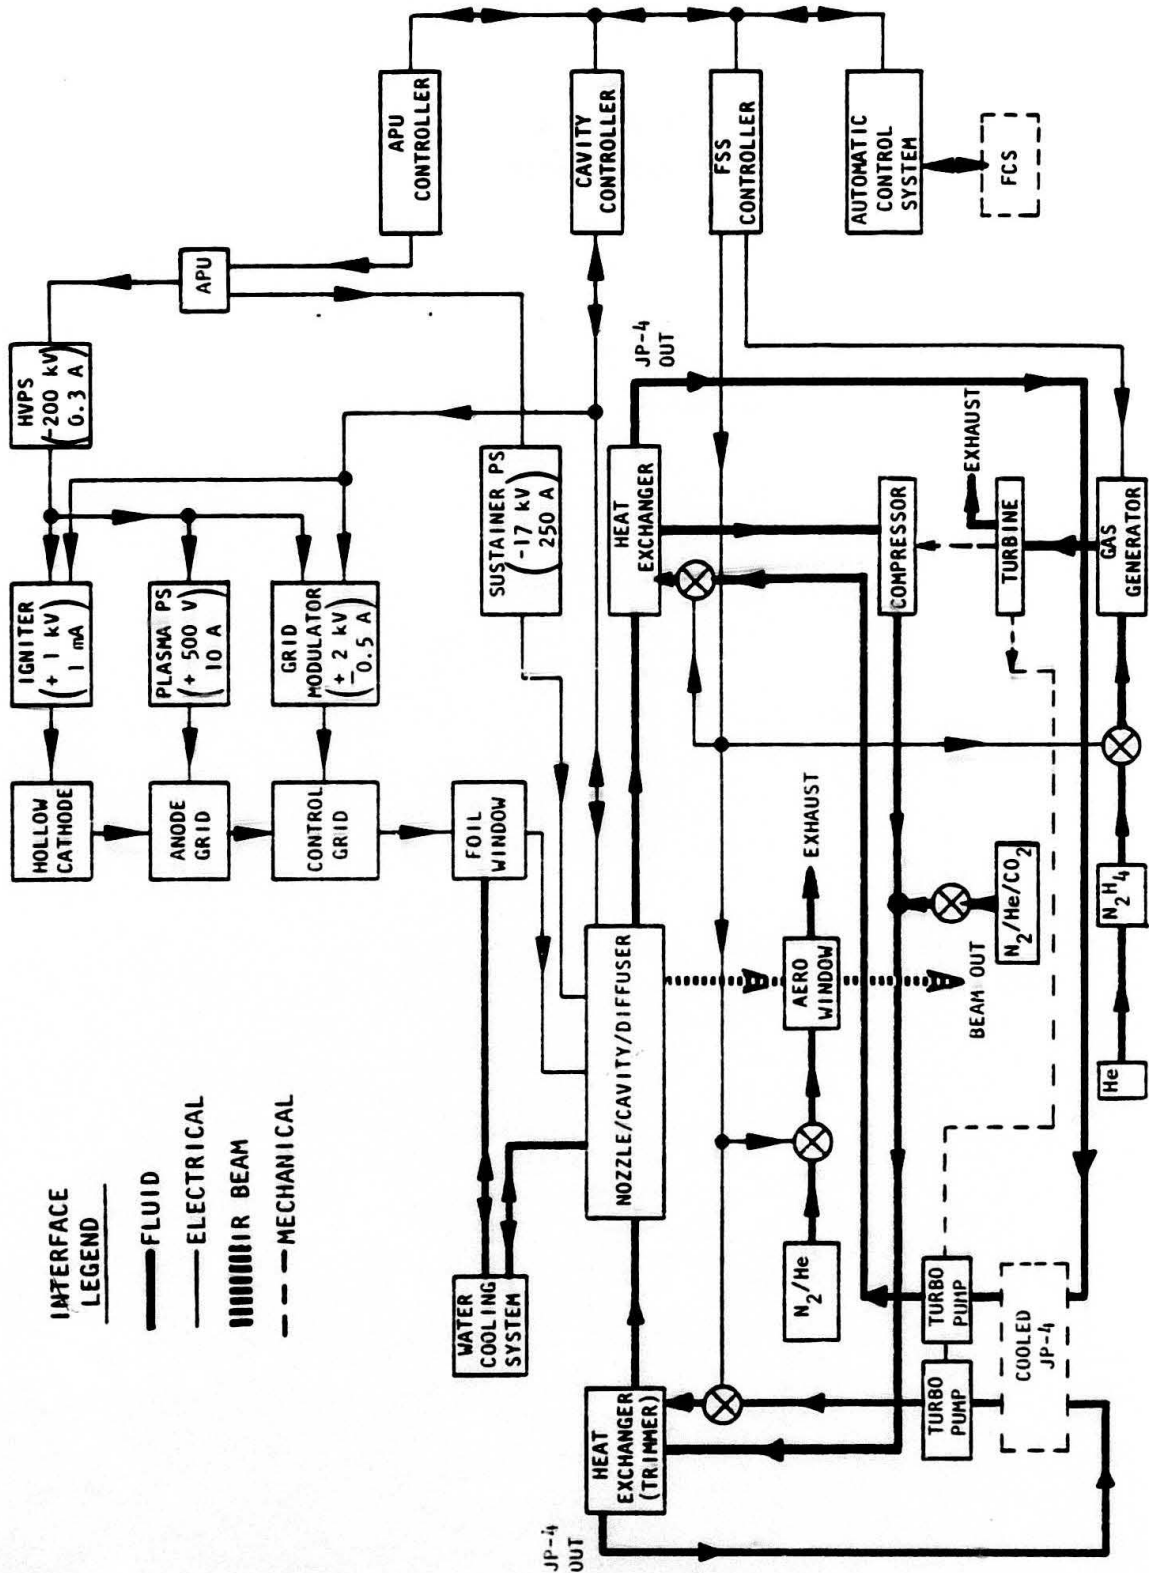 INTERFACE
LEGEND
FLUID
ELECTRICAL
IR BEAM
MECHANICAL
HOLLOW
CATHODE
IGNITER
(+ 1 kV)
(1 mA)
HVPS
(-200 kV)
(0.3 A)
ANODE
GRID
PLASMA PS
(+ 500 V)
(10 A)
APU
CONTROL
GRID
GRID
MODULATOR
(± 2 kV)
(0.5 A)
APU
CONTROLLER
WATER
COOLING
SYSTEM
FOIL
WINDOW
SUSTAINER PS
(-17 kV)
(250 A)
JP-4
OUT
HEAT
EXCHANGER
(TRIMMER)
NOZZLE/CAVITY/DIFFUSER
HEAT
EXCHANGER
JP-4
OUT
CAVITY
CONTROLLER
FSS
CONTROLLER
N2/He
AERO
WINDOW
EXHAUST
COMPRESSOR
AUTOMATIC
CONTROL
SYSTEM
TURBO
PUMP
TURBO
PUMP
BEAM OUT
N2/He/CO2
EXHAUST
TURBINE
FCS
COOLED
JP-4
He
N2H4
GAS
GENERATOR